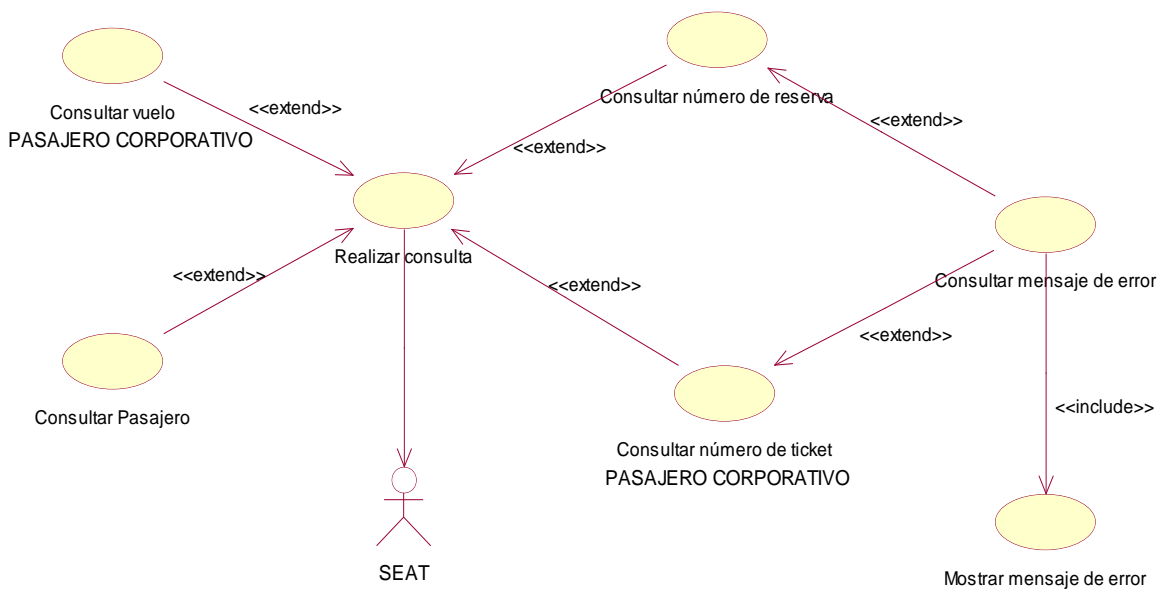 Consultar vuelo
PASAJERO CORPORATIVO
<<extend>>
Consultar número de reserva
<<extend>>
<<extend>>
Realizar consulta
<<extend>>
<<extend>>
Consultar mensaje de error
<<extend>>
Consultar Pasajero
<<include>>
Consultar número de ticket
PASAJERO CORPORATIVO
SEAT
Mostrar mensaje de error